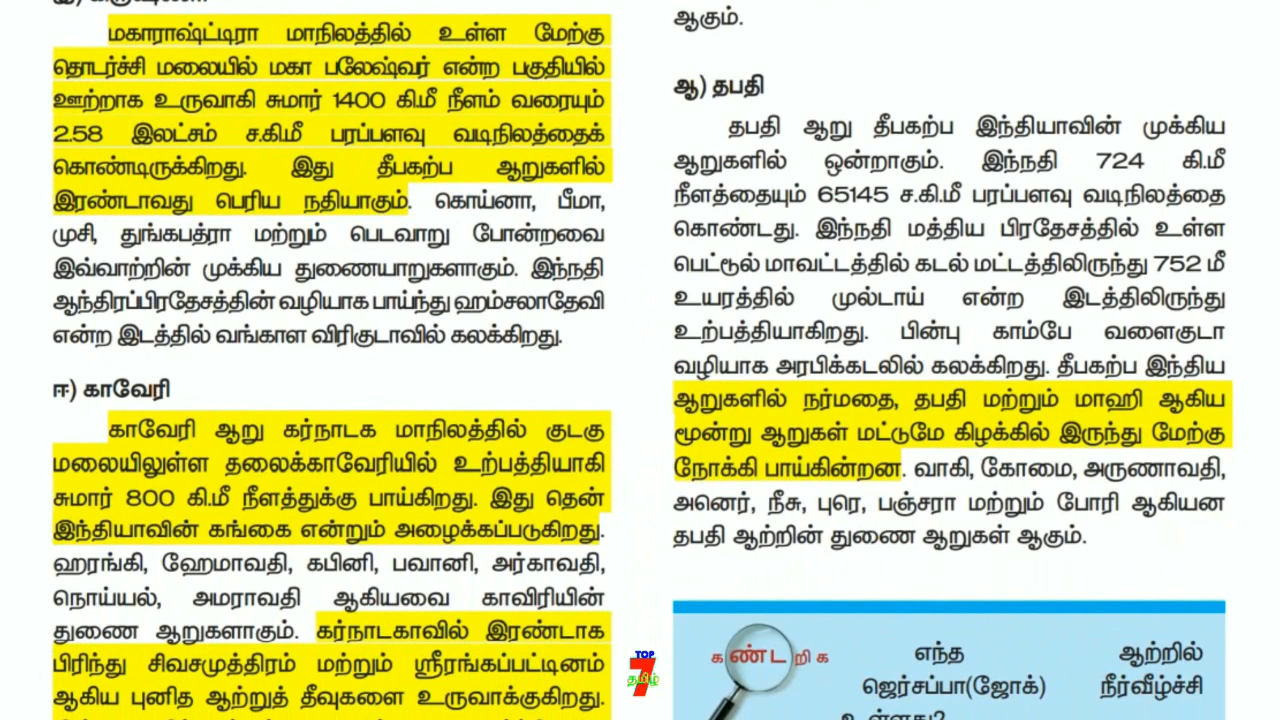 மகாராஷ்ட்டிரா மாநிலத்தில் உள்ள மேற்கு
தொடர்ச்சி மலையில் மகா பலேஷ்வர் என்ற பகுதியில்
ஊற்றாக உருவாகி சுமார் 1400 கி.மீ நீளம் வரையும்
2.58 இலட்சம் ச.கி.மீ பரப்பளவு வடிநிலத்தைக்
கொண்டிருக்கிறது. இது தீபகற்ப ஆறுகளில்
இரண்டாவது பெரிய நதியாகும். கொய்னா, பீமா,
முசி, துங்கபத்ரா மற்றும் பெடவாறு போன்றவை
இவ்வாற்றின் முக்கிய துணையாறுகளாகும். இந்நதி
ஆந்திரப்பிரதேசத்தின் வழியாக பாய்ந்து ஹம்சலாதேவி
என்ற இடத்தில் வங்காள விரிகுடாவில் கலக்கிறது.
ஈ) காவேரி
காவேரி ஆறு கர்நாடக மாநிலத்தில் குடகு
மலையிலுள்ள தலைக்காவேரியில் உற்பத்தியாகி
சுமார் 800 கி.மீ நீளத்துக்கு பாய்கிறது. இது தென்
இந்தியாவின் கங்கை என்றும் அழைக்கப்படுகிறது.
ஹரங்கி, ஹேமாவதி, கபினி, பவானி, அர்காவதி,
நொய்யல், அமராவதி ஆகியவை காவிரியின்
துணை ஆறுகளாகும். கர்நாடகாவில் இரண்டாக
பிரிந்து சிவசமுத்திரம் மற்றும் ஸ்ரீரங்கப்பட்டினம்
ஆகிய புனித ஆற்றுத் தீவுகளை உருவாக்குகிறது.
ஆகும்.
ஆ) தபதி
தபதி ஆறு தீபகற்ப இந்தியாவின் முக்கிய
ஆறுகளில் ஒன்றாகும். இந்நதி 724 கி.மீ
நீளத்தையும் 65145 ச.கி.மீ பரப்பளவு வடிநிலத்தை
கொண்டது. இந்நதி மத்திய பிரதேசத்தில் உள்ள
பெட்டூல் மாவட்டத்தில் கடல் மட்டத்திலிருந்து 752 மீ
உயரத்தில் முல்டாய் என்ற இடத்திலிருந்து
உற்பத்தியாகிறது. பின்பு காம்பே வளைகுடா
வழியாக அரபிக்கடலில் கலக்கிறது. தீபகற்ப இந்திய
ஆறுகளில் நர்மதை, தபதி மற்றும் மாஹி ஆகிய
மூன்று ஆறுகள் மட்டுமே கிழக்கில் இருந்து மேற்கு
நோக்கி பாய்கின்றன. வாகி, கோமை, அருணாவதி,
அனெர், நீசு, புரெ, பஞ்சரா மற்றும் போரி ஆகியன
தபதி ஆற்றின் துணை ஆறுகள் ஆகும்.
கண்டறிக
எந்த ஆற்றில்
ஜெர்சப்பா(ஜோக்) நீர்வீழ்ச்சி
உள்ளது?
TOP
7
தமிழ்